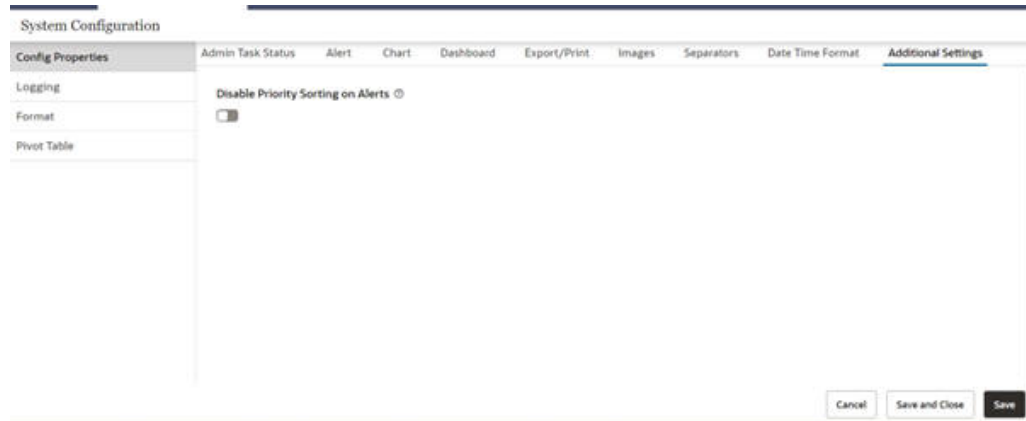 System Configuration
Config Properties
Logging
Format
Pivot Table
Admin Task Status Alert Chart Dashboard Export/Print Images Separators Date Time Format Additional Settings
Disable Priority Sorting on Alerts
Cancel Save and Close Save